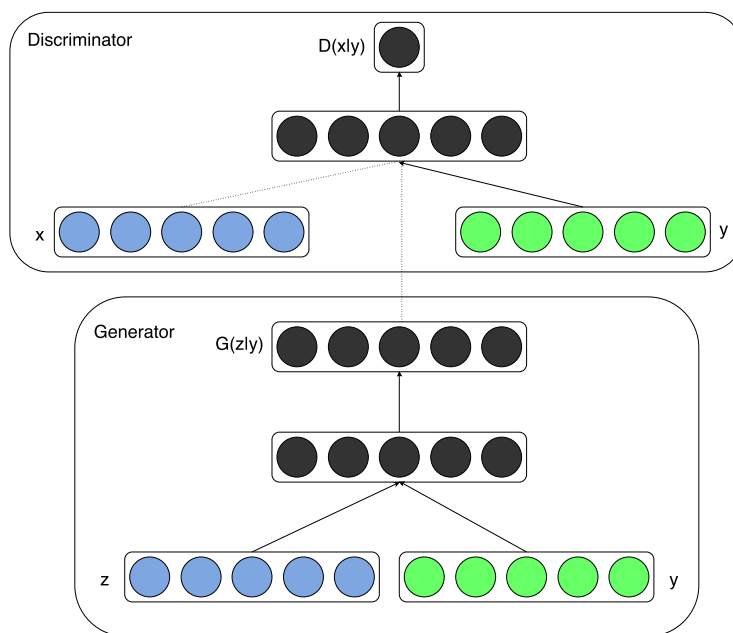 Discriminator
D(x|y)
x
y
Generator
G(z|y)
z
y